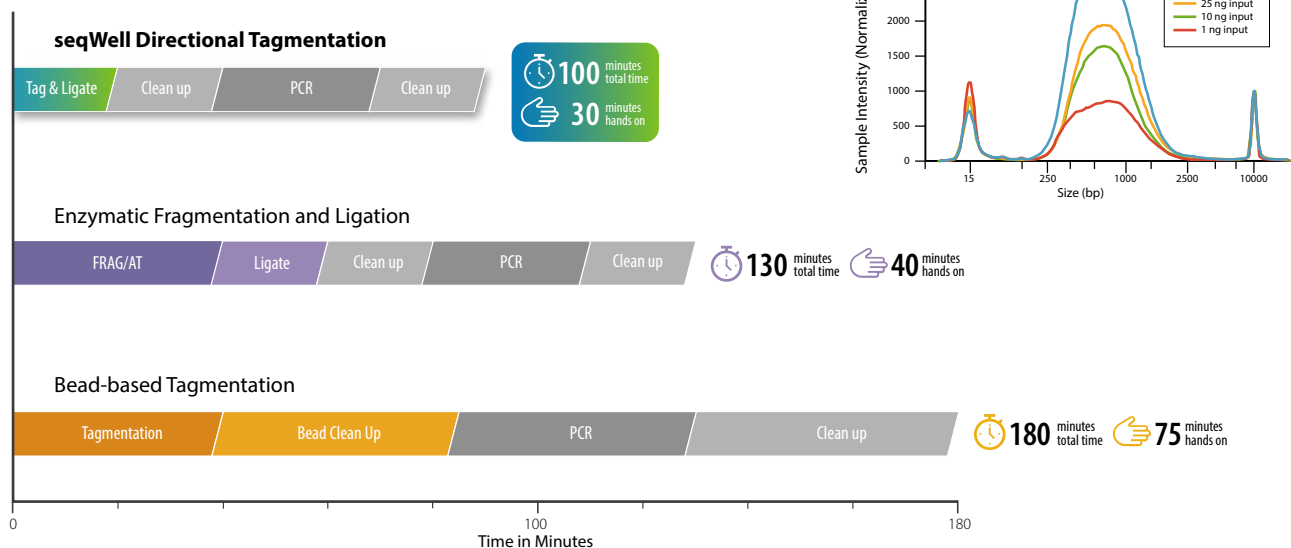 seqWell Directional Tagmentation
Tag & Ligate
Clean up
PCR
Clean up
100 minutes total time
30 minutes hands on
Enzymatic Fragmentation and Ligation
FRAG/AT
Ligate
Clean up
PCR
Clean up
130 minutes total time
40 minutes hands on
Bead-based Tagmentation
Tagmentation
Bead Clean Up
PCR
Clean up
180 minutes total time
75 minutes hands on
0
100
180
Time in Minutes
Sample Intensity
2000
1500
1000
500
0
15
250
1000
2500
10000
Size (bp)
25 ng input
10 ng input
1 ng input